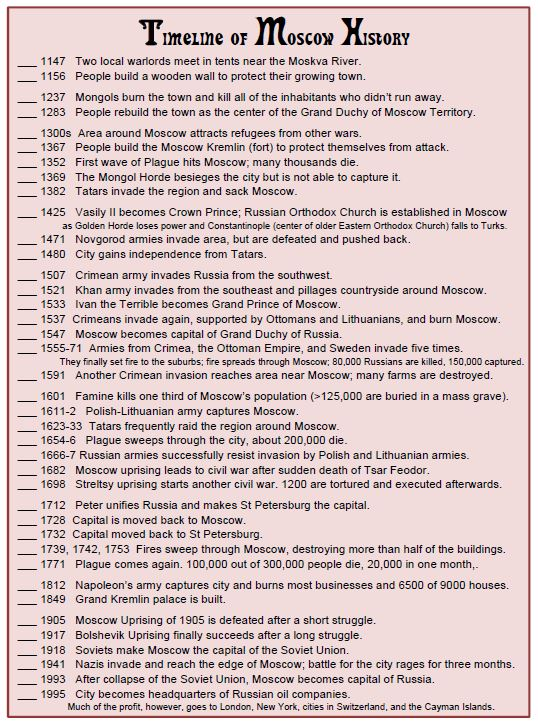 Timeline of Moscow History
___ 1147 Two local warlords meet in tents near the Moskva River.
___ 1156 People build a wooden wall to protect their growing town.
___ 1237 Mongols burn the town and kill all of the inhabitants who didn't run away.
___ 1283 People rebuild the town as the center of the Grand Duchy of Moscow Territory.
___ 1300s Area around Moscow attracts refugees from other wars.
___ 1367 People build the Moscow Kremlin (fort) to protect themselves from attack.
___ 1352 First wave of Plague hits Moscow; many thousands die.
___ 1369 The Mongol Horde besieges the city but is not able to capture it.
___ 1382 Tatars invade the region and sack Moscow.
___ 1425 Vasily II becomes Crown Prince; Russian Orthodox Church is established in Moscow
as Golden Horde loses power and Constantinople (center of older Eastern Orthodox Church) falls to Turks.
___ 1471 Novgorod armies invade area, but are defeated and pushed back.
___ 1480 City gains independence from Tatars.
___ 1507 Crimean army invades Russia from the southwest.
___ 1521 Khan army invades from the southeast and pillages countryside around Moscow.
___ 1533 Ivan the Terrible becomes Grand Prince of Moscow.
___ 1537 Crimeans invade again, supported by Ottomans and Lithuanians, and burn Moscow.
___ 1547 Moscow becomes capital of Grand Duchy of Russia.
___ 1555-71 Armies from Crimea, the Ottoman Empire, and Sweden invade five times.
They finally set fire to the suburbs; fire spreads through Moscow; 80,000 Russians are killed, 150,000 captured.
___ 1591 Another Crimean invasion reaches area near Moscow; many farms are destroyed.
___ 1601 Famine kills one third of Moscow's population (>125,000 are buried in a mass grave).
___ 1611-2 Polish-Lithuanian army captures Moscow.
___ 1623-33 Tatars frequently raid the region around Moscow.
___ 1654-6 Plague sweeps through the city, about 200,000 die.
___ 1666-7 Russian armies successfully resist invasion by Polish and Lithuanian armies.
___ 1682 Moscow uprising leads to civil war after sudden death of Tsar Feodor.
___ 1698 Streltsy uprising starts another civil war. 1200 are tortured and executed afterwards.
___ 1712 Peter unifies Russia and makes St Petersburg the capital.
___ 1728 Capital is moved back to Moscow.
___ 1732 Capital moved back to St Petersburg.
___ 1739, 1742, 1753 Fires sweep through Moscow, destroying more than half of the buildings.
___ 1771 Plague comes again. 100,000 out of 300,000 people die, 20,000 in one month,.
___ 1812 Napoleon's army captures city and burns most businesses and 6500 of 9000 houses.
___ 1849 Grand Kremlin palace is built.
___ 1905 Moscow Uprising of 1905 is defeated after a short struggle.
___ 1917 Bolshevik Uprising finally succeeds after a long struggle.
___ 1918 Soviets make Moscow the capital of the Soviet Union.
___ 1941 Nazis invade and reach the edge of Moscow; battle for the city rages for three months.
___ 1993 After collapse of the Soviet Union, Moscow becomes capital of Russia.
___ 1995 City becomes headquarters of Russian oil companies.
Much of the profit, however, goes to London, New York, cities in Switzerland, and the Cayman Islands.